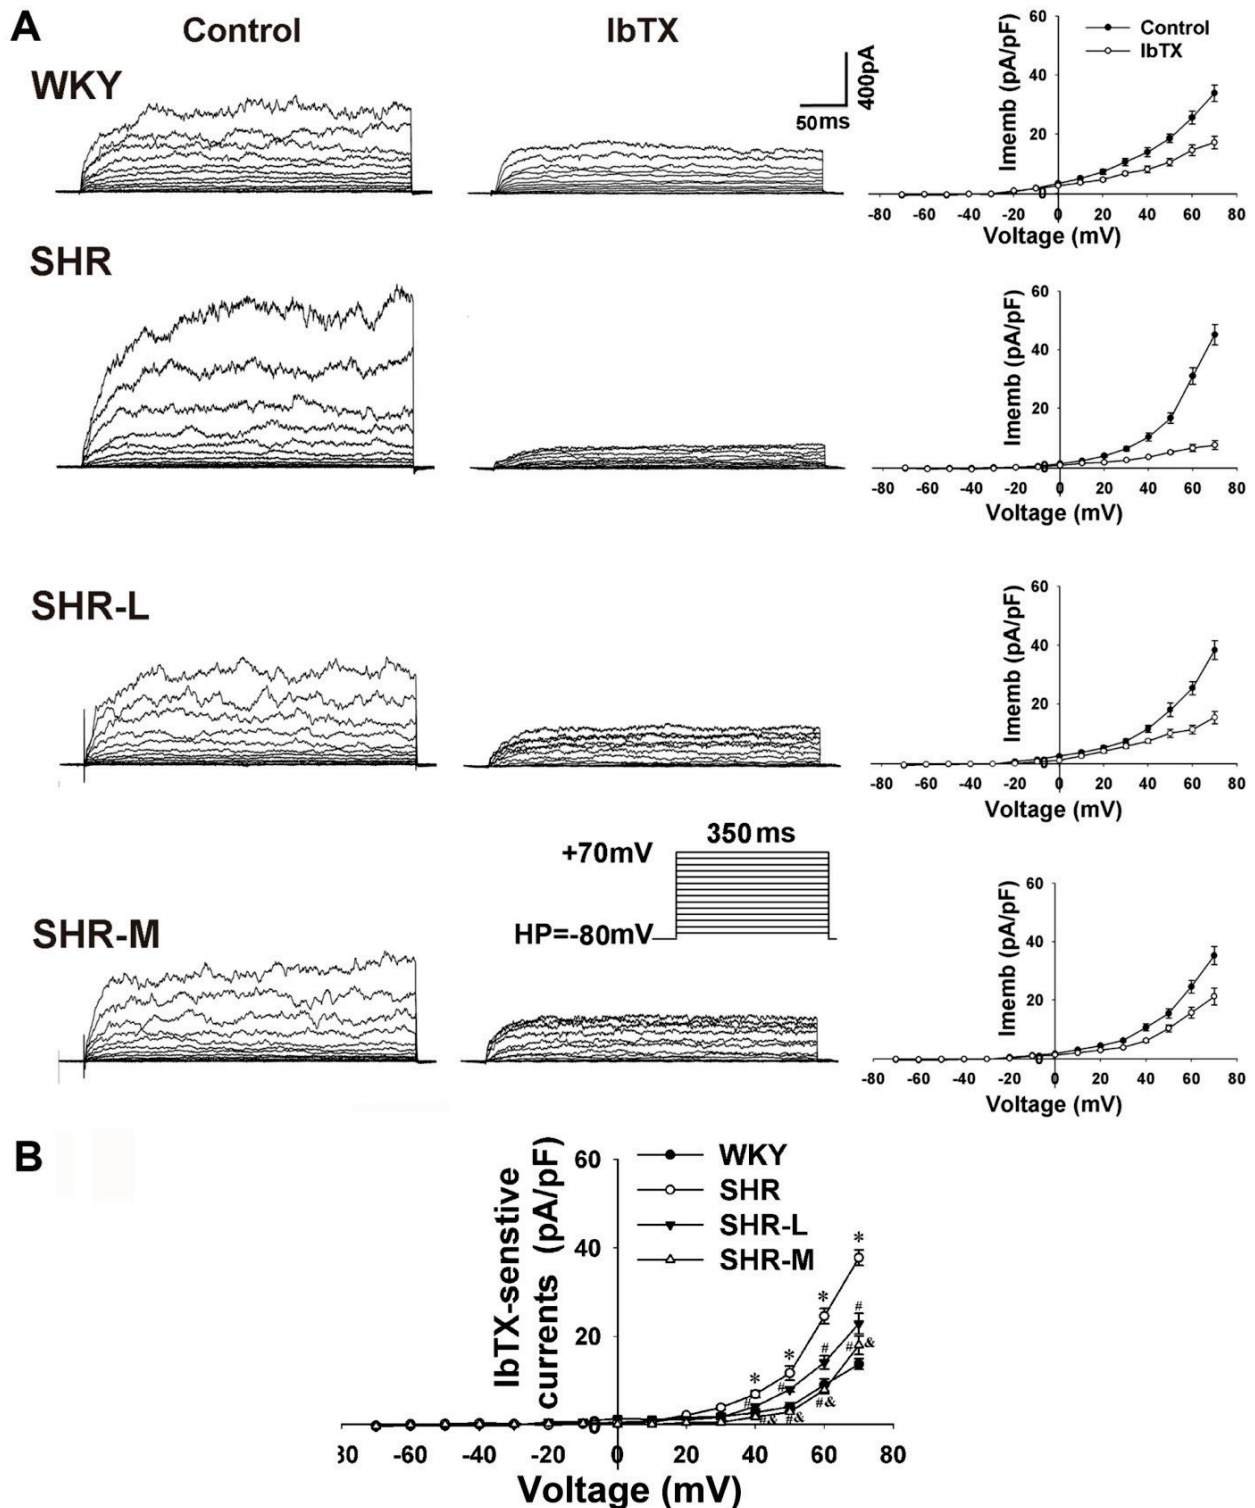 A
Control
IbTX
WKY
400pA
50ms
Imemb (pA/pF)
60
40
20
0
Control
IbTX
-80 -60 -40 -20 0 20 40 60 80
Voltage (mV)
SHR
Imemb (pA/pF)
60
40
20
0
-80 -60 -40 -20 0 20 40 60 80
Voltage (mV)
SHR-L
Imemb (pA/pF)
60
40
20
0
-80 -60 -40 -20 0 20 40 60 80
Voltage (mV)
350 ms
+70mV
HP=-80mV
SHR-M
Imemb (pA/pF)
60
40
20
0
-80 -60 -40 -20 0 20 40 60 80
Voltage (mV)
B
IbTX-senstive
currents (pA/pF)
60
40
20
0
WKY
SHR
SHR-L
SHR-M
*
*
*
*
#
#
#
#
#&
#&
#&
#&
80 -60 -40 -20 0 20 40 60 80
Voltage (mV)